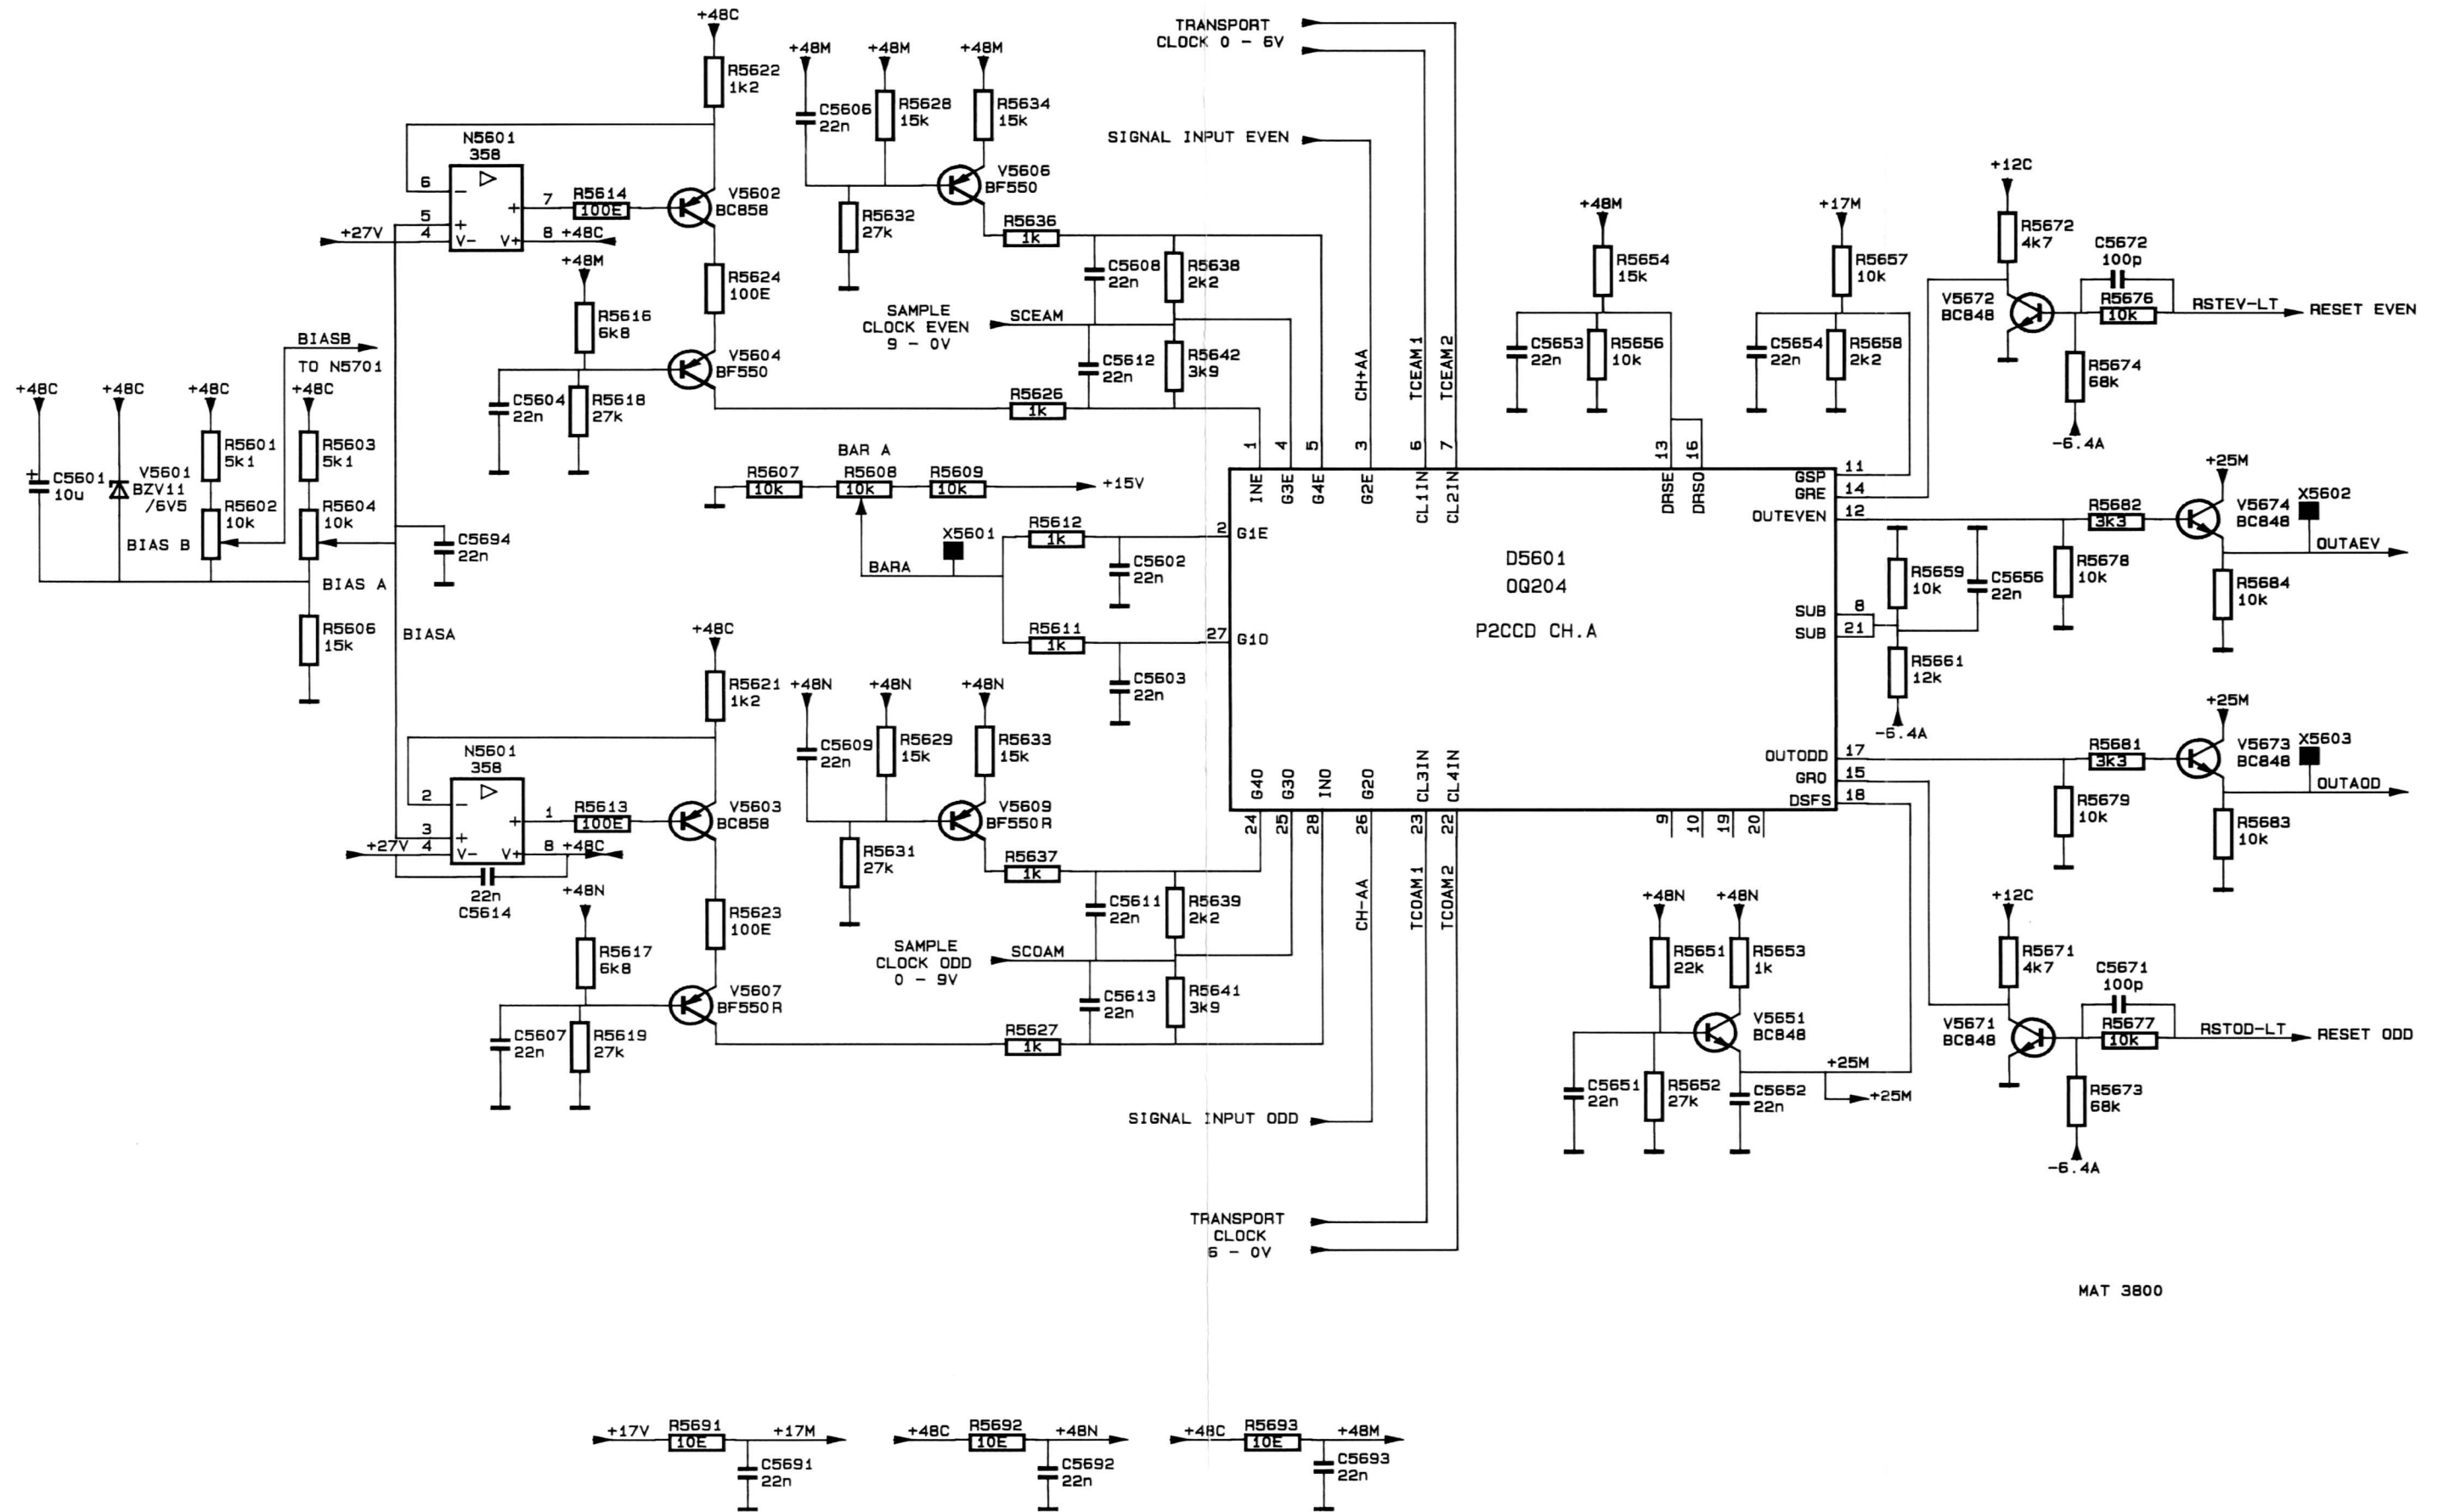 +48C
R5622
1k2
N5601
358
6
5
4
7
8
+27V
+48C
V-
V+
R5614
100E
V5602
BC858
+48M
R5616
6k8
R5624
100E
V5604
BF550
C5604
22n
R5618
27k
+48M
+48M
+48M
C5606
22n
R5628
15k
R5634
15k
V5606
BF550
R5632
27k
R5636
1k
C5608
22n
R5638
2k2
SAMPLE
CLOCK EVEN
9 - 0V
SCEAM
C5612
22n
R5642
3k9
R5626
1k
TRANSPORT
CLOCK 0 - 6V
SIGNAL INPUT EVEN
CH+AA
TCEAM1
TCEAM2
BIASB
TO N5701
+48C
+48C
+48C
+48C
C5601
10u
V5601
BZV11
/6V5
R5601
5k1
R5603
5k1
R5602
10k
R5604
10k
BIAS B
BIAS A
C5694
22n
R5606
15k
BIASA
BAR A
R5607
10k
R5608
10k
R5609
10k
+15V
X5601
BARA
R5612
1k
C5602
22n
R5611
1k
C5603
22n
1
4
5
3
6
7
13
16
INE
G3E
G4E
G2E
CL1IN
CL2IN
DRSE
DRSO
2
G1E
27
G1O
D5601
OQ204
P2CCD CH.A
GSP
11
GRE
14
OUTEVEN
12
SUB
8
SUB
21
OUTODD
17
GRO
15
DSFS
18
G4O
G3O
INO
G2O
CL3IN
CL4IN
24
25
28
26
23
22
9
10
19
20
+48M
R5654
15k
C5653
22n
R5656
10k
+17M
R5657
10k
C5654
22n
R5658
2k2
+12C
R5672
4k7
C5672
100p
V5672
BC848
R5676
10k
RSTEV-LT
RESET EVEN
R5674
68k
-6.4A
+25M
R5682
3k3
V5674
BC848
X5602
OUTAEV
R5678
10k
R5684
10k
R5659
10k
C5656
22n
R5661
12k
-6.4A
+25M
R5681
3k3
V5673
BC848
X5603
OUTAOD
R5679
10k
R5683
10k
+48C
R5621
1k2
N5601
358
2
3
4
1
8
+27V
+48C
V-
V+
22n
C5614
R5613
100E
V5603
BC858
+48N
R5617
6k8
R5623
100E
V5607
BF550R
C5607
22n
R5619
27k
+48N
+48N
+48N
C5609
22n
R5629
15k
R5633
15k
V5609
BF550R
R5631
27k
R5637
1k
C5611
22n
R5639
2k2
SAMPLE
CLOCK ODD
0 - 9V
SCOAM
C5613
22n
R5641
3k9
R5627
1k
CH-AA
TCOAM1
TCOAM2
SIGNAL INPUT ODD
TRANSPORT
CLOCK
6 - 0V
+48N
+48N
R5651
22k
R5653
1k
V5651
BC848
C5651
22n
R5652
27k
C5652
22n
+25M
+25M
+12C
R5671
4k7
C5671
100p
V5671
BC848
R5677
10k
RSTOD-LT
RESET ODD
R5673
68k
-6.4A
MAT 3800
+17V
R5691
10E
+17M
C5691
22n
+48C
R5692
10E
+48N
C5692
22n
+48C
R5693
10E
+48M
C5693
22n